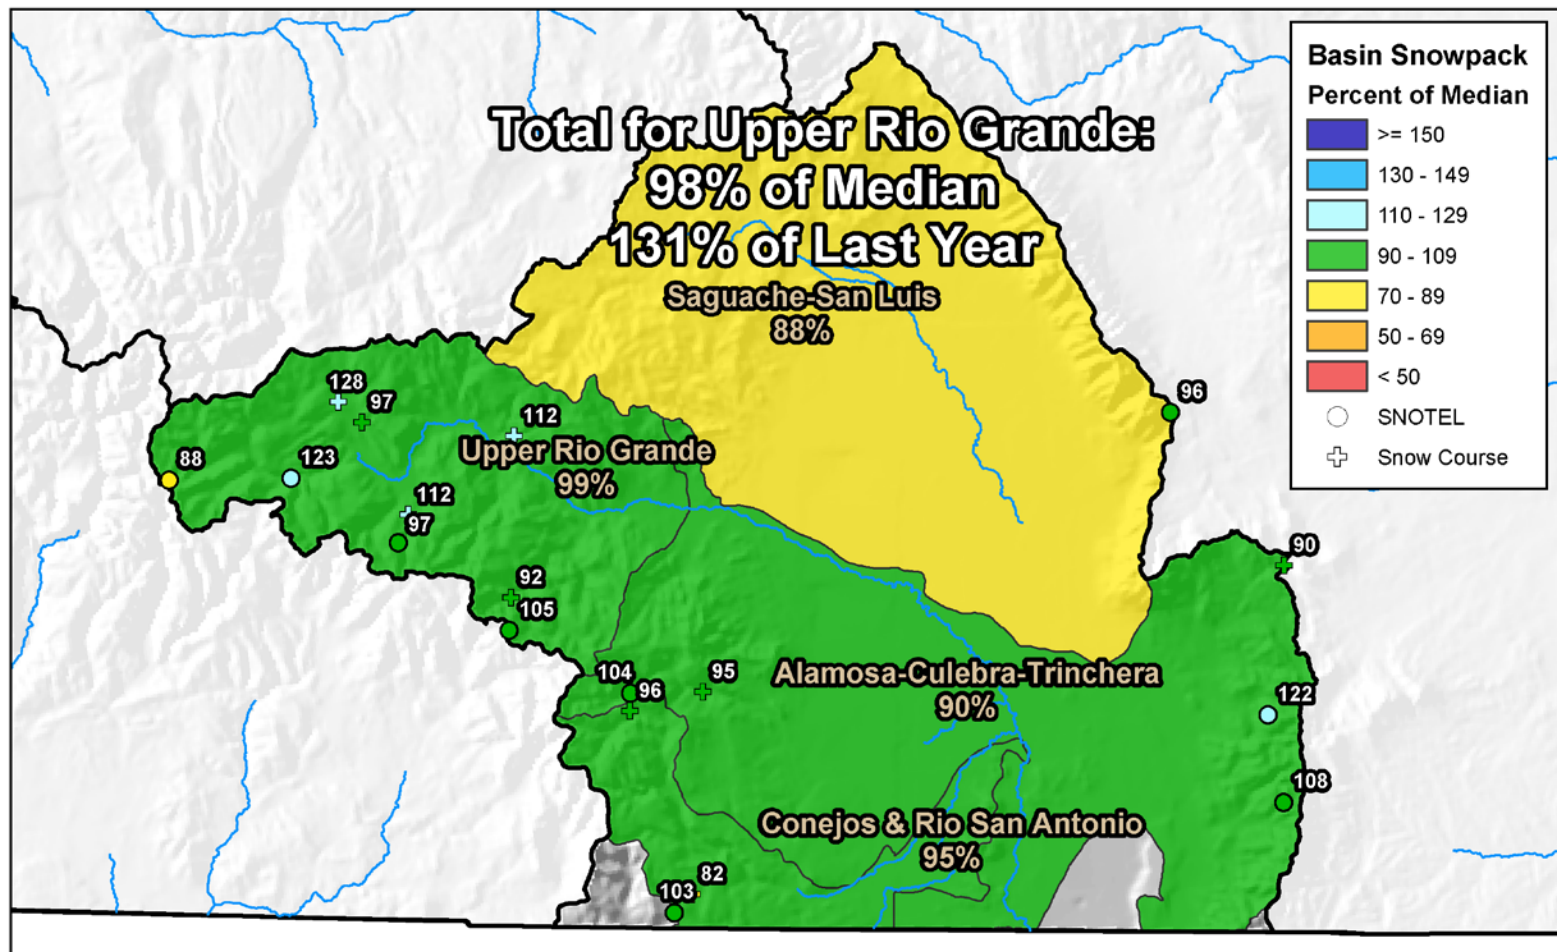 Total for Upper Rio Grande:
98% of Median
131% of Last Year
Saguache-San Luis
88%
Basin Snowpack
Percent of Median
>= 150
130 - 149
110 - 129
90 - 109
70 - 89
50 - 69
< 50
SNOTEL
Snow Course
128
97
112
96
88
123
Upper Rio Grande
99%
112
97
90
92
105
104
96
95
Alamosa-Culebra-Trinchera
90%
122
108
Conejos & Rio San Antonio
95%
82
103